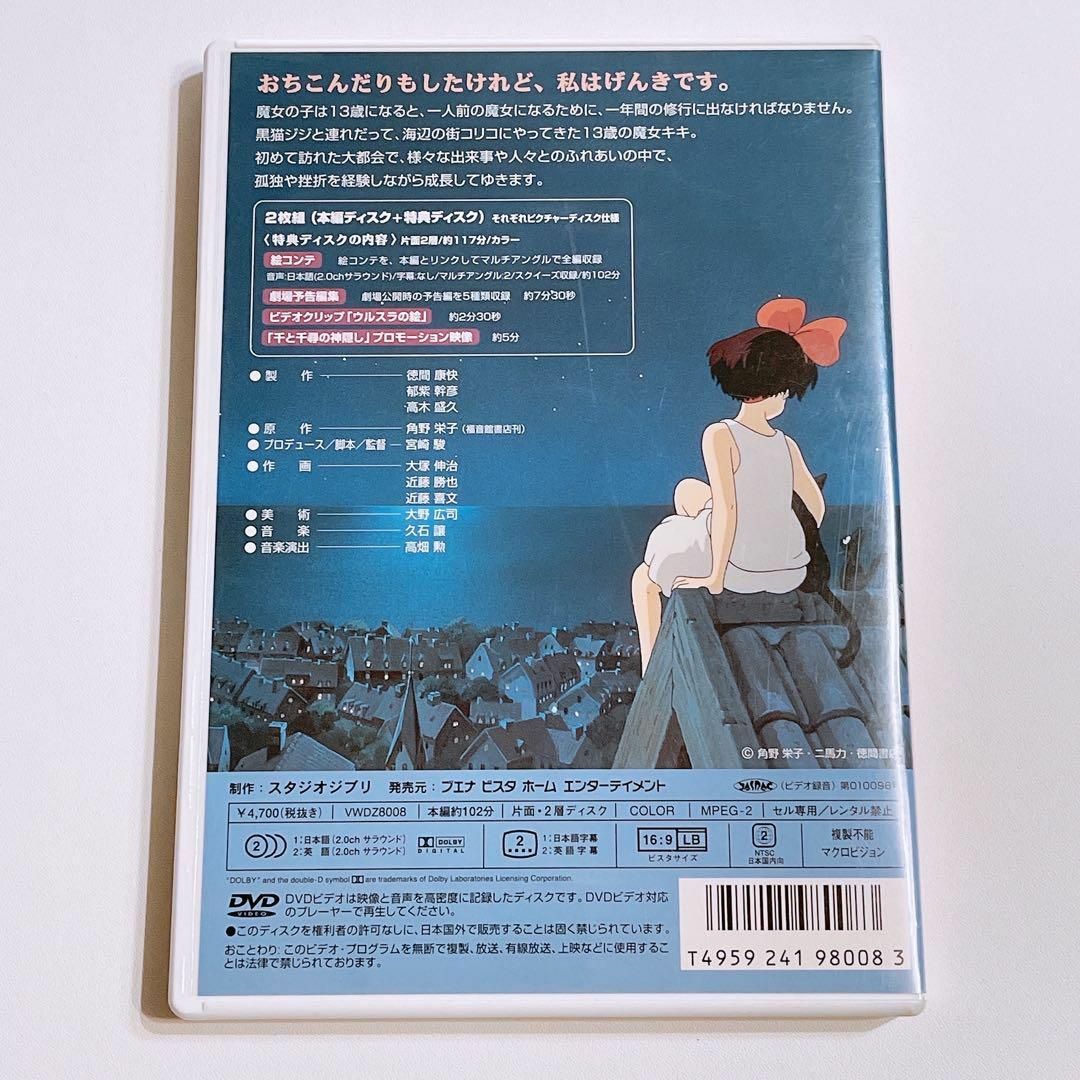 おちこんだりもしたけれど、私はげんきです。
魔女の子は13歳になると、一人前の魔女になるために、一年間の修行に出なければなりません。
黒猫ジジと連れだって、海辺の街コリコにやってきた13歳の魔女キキ。
初めて訪れた大都会で、様々な出来事や人々とのふれあいの中で、
孤独や挫折を経験しながら成長してゆきます。
2枚組(本編ディスク+特典ディスク) それぞれピクチャーディスク仕様
〈特典ディスクの内容〉片面2層/約117分/カラー
絵コンテ 絵コンテを、本編とリンクしてマルチアングルで全編収録
音声:日本語(2.0chサラウンド)/字幕:なし/マルチアングル:2/スクイーズ収録/約102分
劇場予告編集 劇場公開時の予告編を5種類収録 約7分30秒
ビデオクリップ「ウルスラの絵」 約2分30秒
「千と千尋の神隠し」プロモーション映像 約5分
●製 作 徳間 康快
都紫 幹彦
高木 盛久
●原 作 角野 栄子(福音館書店刊)
●プロデュース/脚本/監督 宮崎 駿
●作 画 大塚 伸治
近藤 勝也
近藤 喜文
●美 術 大野 広司
●音 楽 久石 譲
●音楽演出 高畑 勲
© 角野 栄子・二馬力・徳間書店
制作:スタジオジブリ 発売元:ブエナ ビスタ ホーム エンターテイメント
JASRAC (ビデオ録音)第010096
¥4,700(税抜き) VWDZ8008 本編約102分 片面・2層ディスク COLOR MPEG-2 セル専用/レンタル禁止
2 1:日本語(2.0ch サラウンド) 2:英 語(2.0ch サラウンド) DOLBY DIGITAL 2 1:日本語字幕 2:英 語 字 幕 16:9 LB ビスタサイズ 2 NTSC 日本国内向 複製不能 マクロビジョン
"DOLBY" and the double-D symbol are trademarks of Dolby Laboratories Licensing Corporation.
DVD VIDEO DVDビデオは映像と音声を高密度に記録したディスクです。DVDビデオ対応
のプレーヤーで再生してください。
●このディスクを権利者の許可なしに、日本国外で販売することは固く禁じられています。
おことわり:このビデオ・プログラムを無断で複製、放送、有線放送、上映などに使用するこ
とは法律で禁じられております。
T4959 241 98008 3